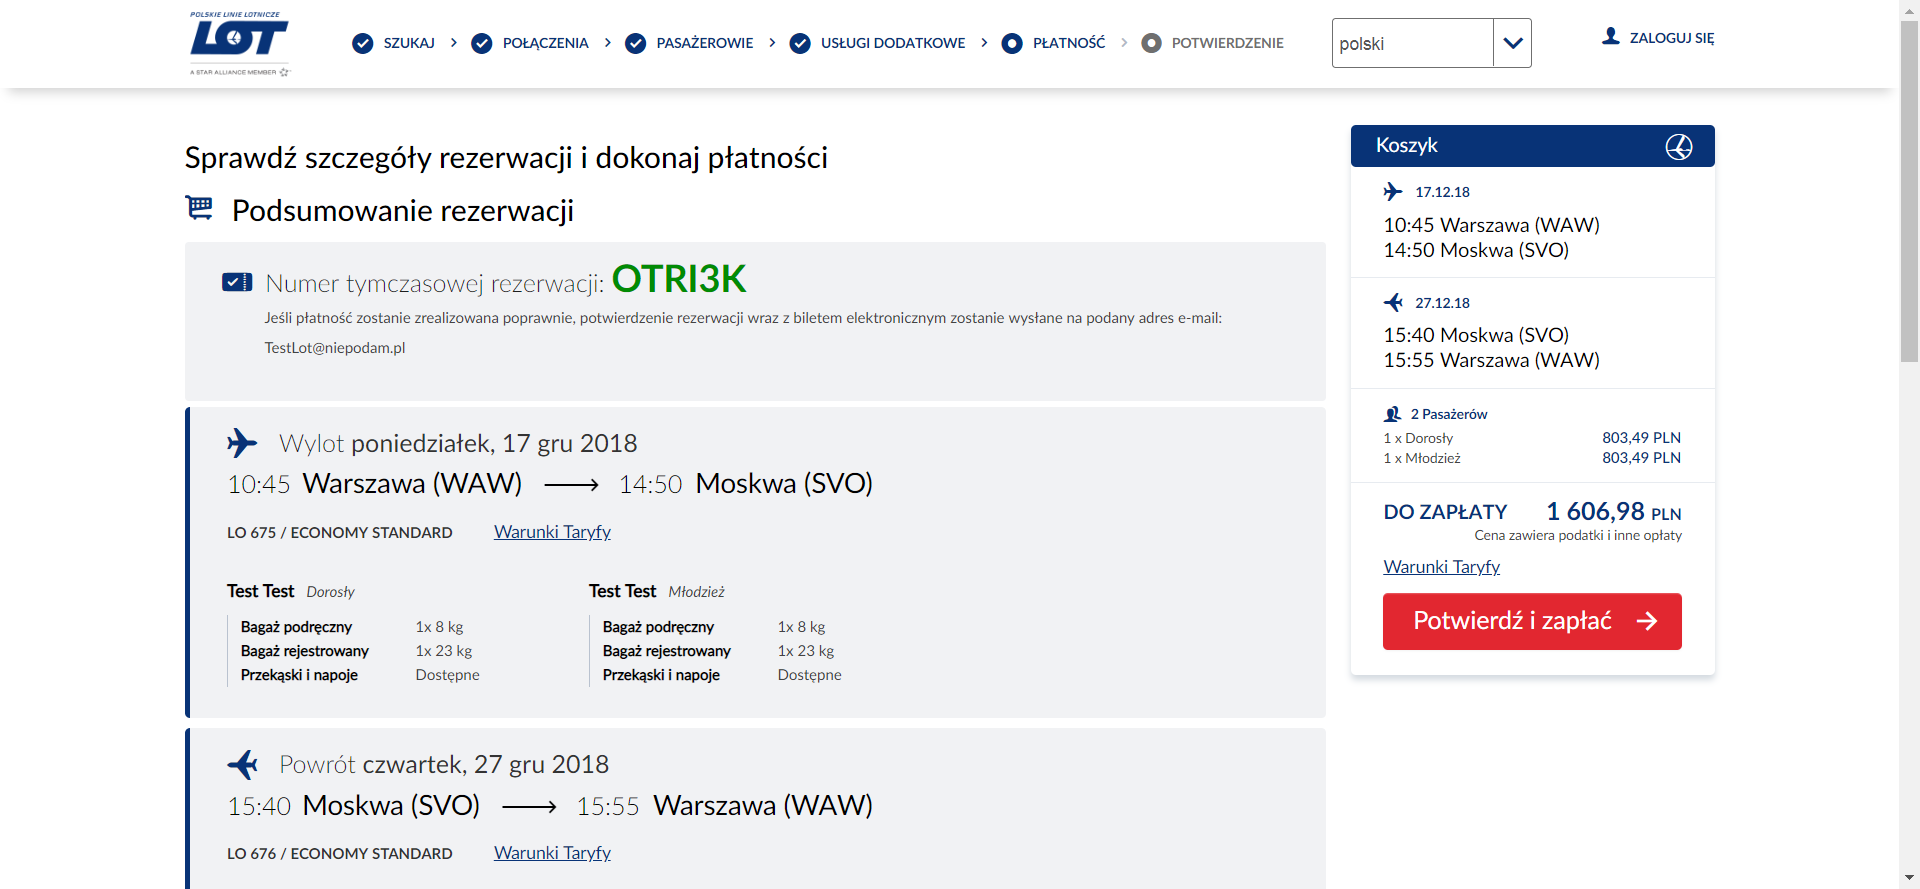 POLSKIE LINIE LOTNICZE
LOT
A STAR ALLIANCE MEMBER
SZUKAJ
POŁĄCZENIA
PASAŻEROWIE
USŁUGI DODATKOWE
PŁATNOŚĆ
POTWIERDZENIE
polski
ZALOGUJ SIĘ
Sprawdź szczegóły rezerwacji i dokonaj płatności
Podsumowanie rezerwacji
Numer tymczasowej rezerwacji: OTRI3K
Jeśli płatność zostanie zrealizowana poprawnie, potwierdzenie rezerwacji wraz z biletem elektronicznym zostanie wysłane na podany adres e-mail:
TestLot@niepodam.pl
Wylot poniedziałek, 17 gru 2018
10:45 Warszawa (WAW) → 14:50 Moskwa (SVO)
LO 675 / ECONOMY STANDARD Warunki Taryfy
Test Test Dorosły
Bagaż podręczny 1x 8 kg
Bagaż rejestrowany 1x 23 kg
Przekąski i napoje Dostępne
Test Test Młodzież
Bagaż podręczny 1x 8 kg
Bagaż rejestrowany 1x 23 kg
Przekąski i napoje Dostępne
Powrót czwartek, 27 gru 2018
15:40 Moskwa (SVO) → 15:55 Warszawa (WAW)
LO 676 / ECONOMY STANDARD Warunki Taryfy
Koszyk
17.12.18
10:45 Warszawa (WAW)
14:50 Moskwa (SVO)
27.12.18
15:40 Moskwa (SVO)
15:55 Warszawa (WAW)
2 Pasażerów
1 x Dorosły 803,49 PLN
1 x Młodzież 803,49 PLN
DO ZAPŁATY 1 606,98 PLN
Cena zawiera podatki i inne opłaty
Warunki Taryfy
Potwierdź i zapłać →